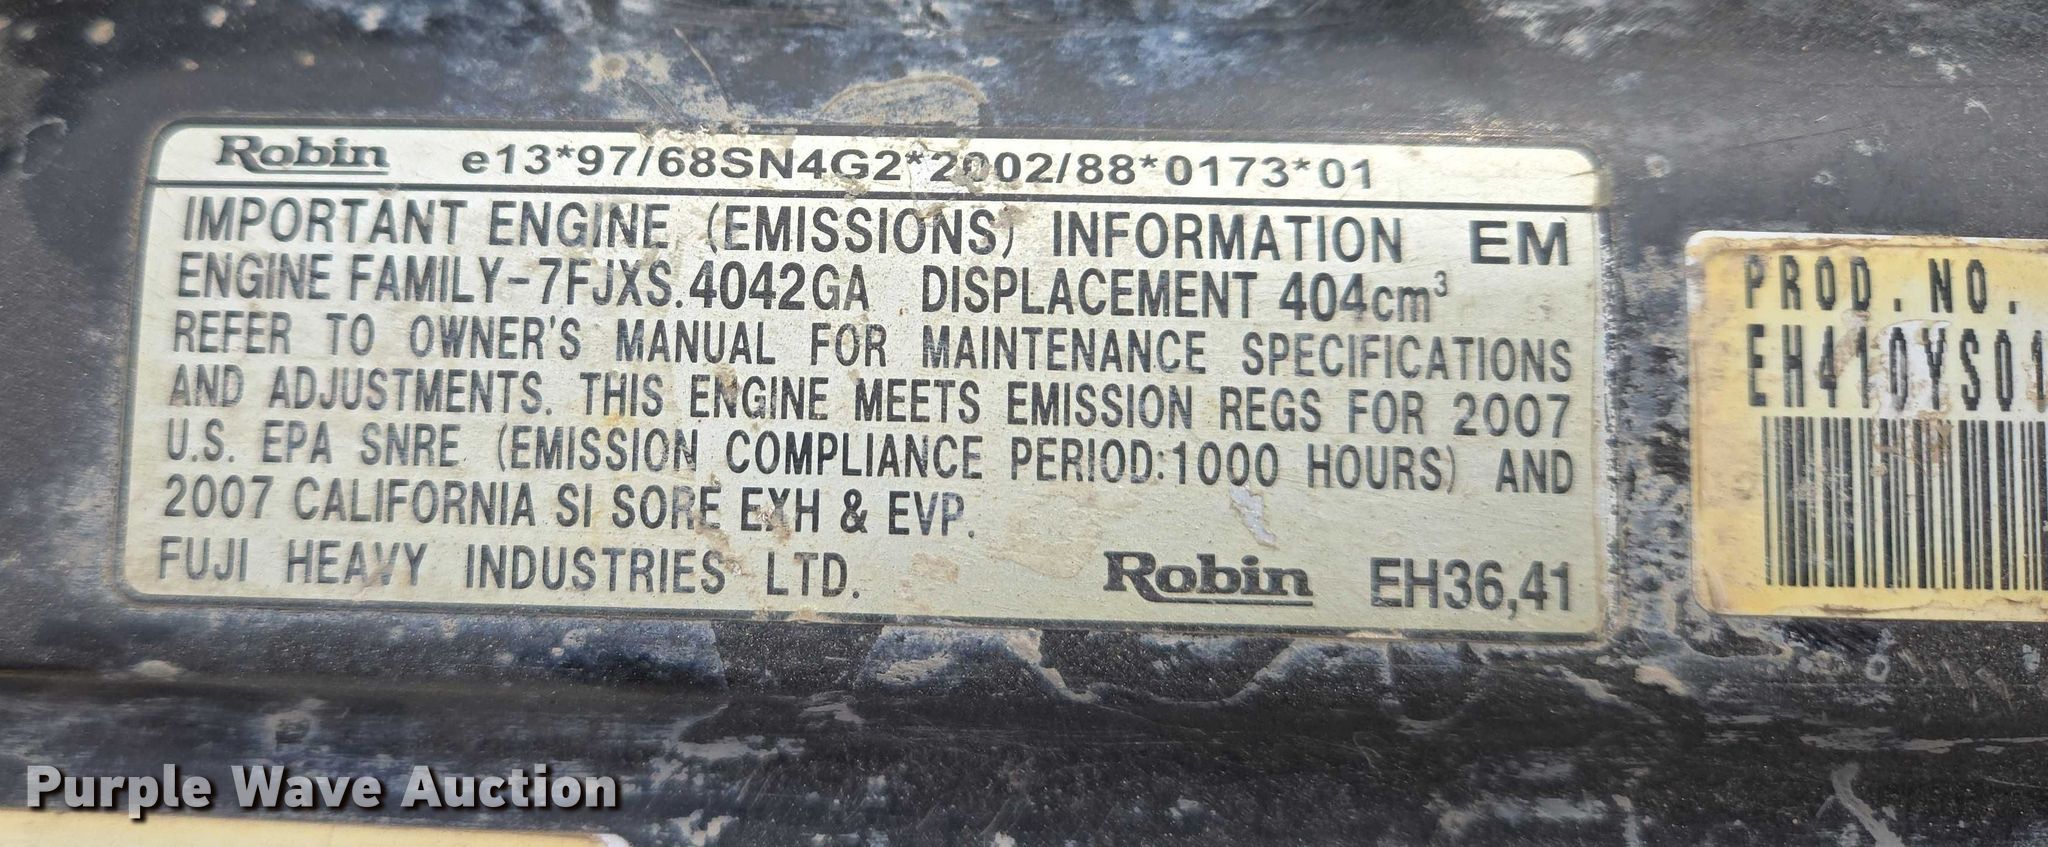 Robin e13*97/68SN4G2*2002/88*0173*01
IMPORTANT ENGINE (EMISSIONS) INFORMATION EM
ENGINE FAMILY-7FJXS.4042GA DISPLACEMENT 404cm³
REFER TO OWNER'S MANUAL FOR MAINTENANCE SPECIFICATIONS
AND ADJUSTMENTS. THIS ENGINE MEETS EMISSION REGS FOR 2007
U.S. EPA SNRE (EMISSION COMPLIANCE PERIOD:1000 HOURS) AND
2007 CALIFORNIA SI SORE EXH & EVP.
FUJI HEAVY INDUSTRIES LTD. Robin EH36,41
PROD.NO.
EH410YS01
Purple Wave Auction